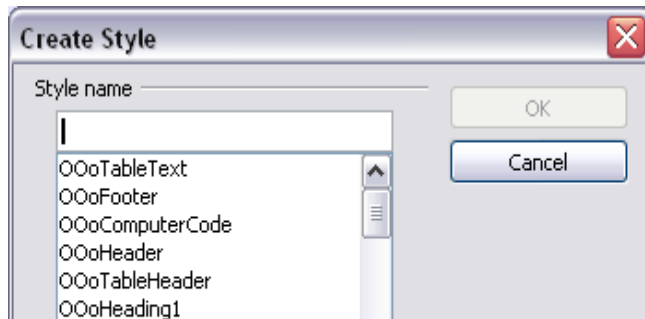 Create Style
Style name
OK
Cancel
OOoTableText
OOoFooter
OOoComputerCode
OOoHeader
OOoTableHeader
OOoHeading1